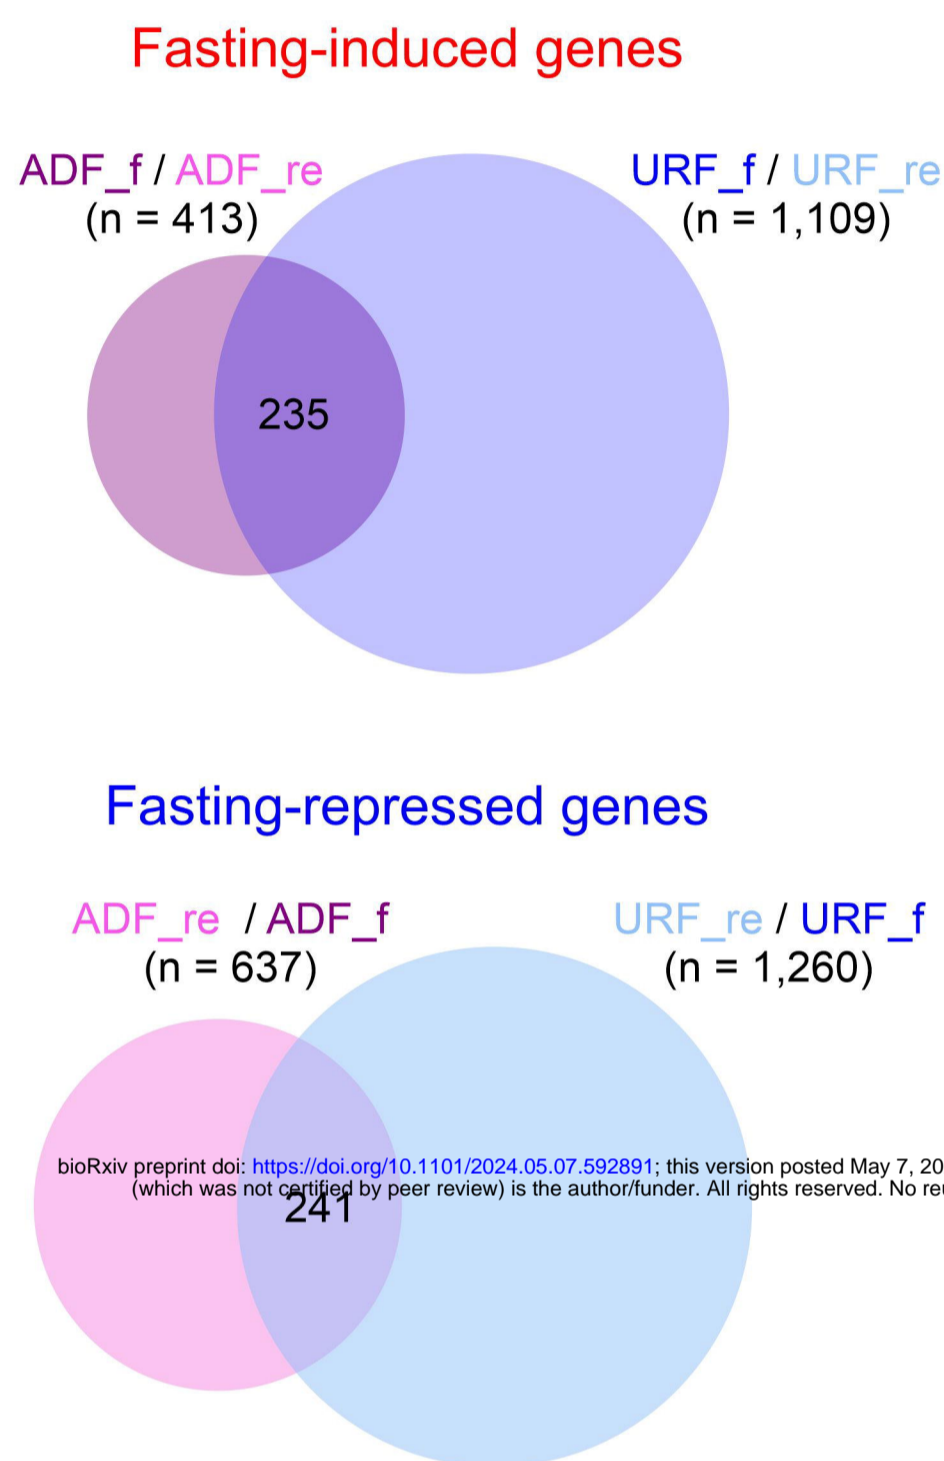 Fasting-induced genes
ADF_f / ADF_re
(n = 413)
URF_f / URF_re
(n = 1,109)
235
Fasting-repressed genes
ADF_re / ADF_f
(n = 637)
URF_re / URF_f
(n = 1,260)
bioRxiv preprint doi: https://doi.org/10.1101/2024.05.07.592891; this version posted May 7, 20
(which was not certified by peer review) is the author/funder. All rights reserved. No reu
241